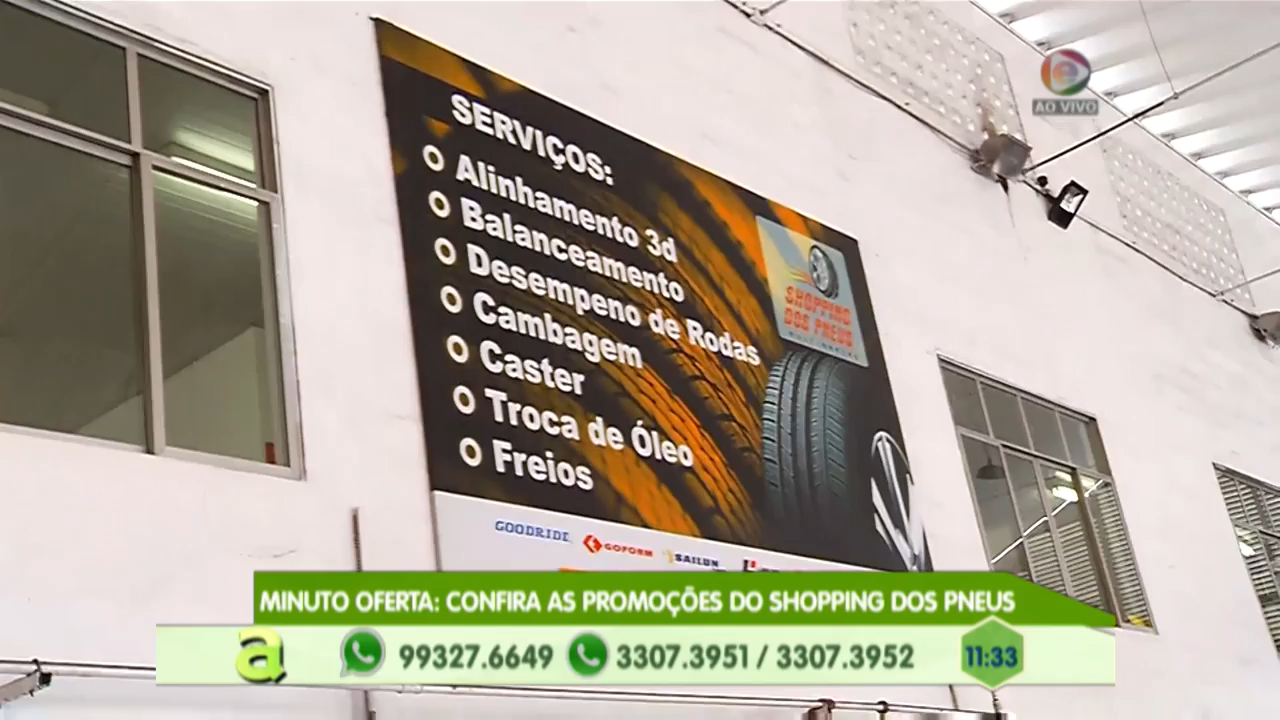 e
AO VIVO
SERVIÇOS:
Alinhamento 3d
Balanceamento
Desempeno de Rodas
Cambagem
Caster
Troca de Óleo
Freios
SHOPPING
DOS PNEUS
GOODRIDE
GOFORM
SAILUN
MINUTO OFERTA: CONFIRA AS PROMOÇÕES DO SHOPPING DOS PNEUS
a 99327.6649 3307.3951 / 3307.3952 11:33